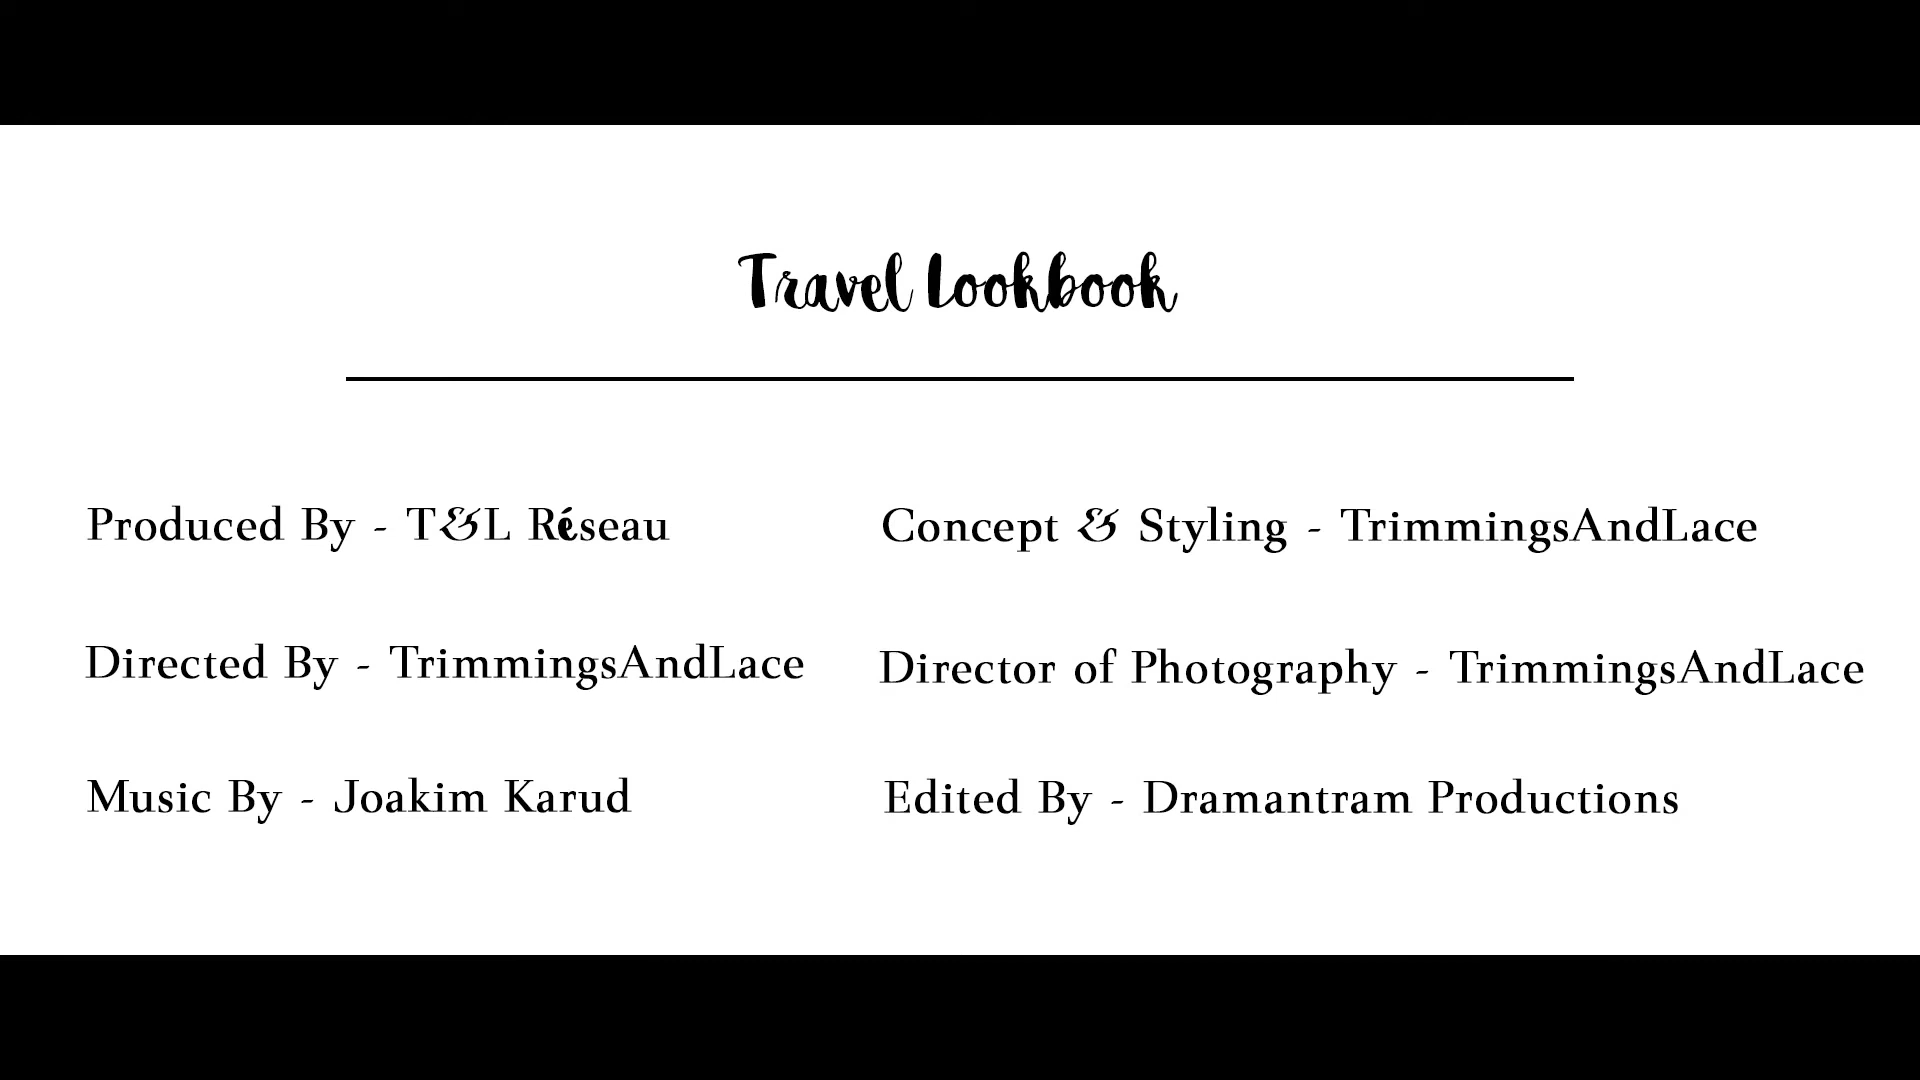 Travel Lookbook
Produced By - T&L Réseau
Concept & Styling - TrimmingsAndLace
Directed By - TrimmingsAndLace
Director of Photography - TrimmingsAndLace
Music By - Joakim Karud
Edited By - Dramantram Productions